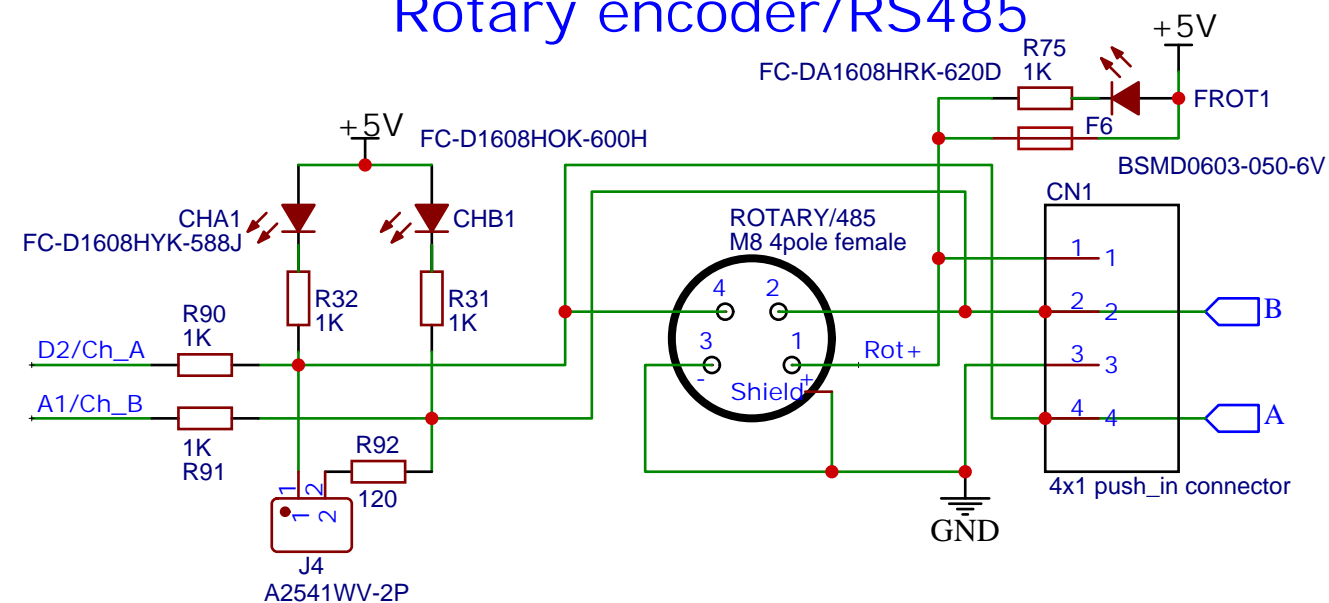 Rotary encoder/RS485
+5V
R75
1K
FC-DA1608HRK-620D
FROT1
F6
BSMD0603-050-6V
+5V
FC-D1608HOK-600H
CHA1
FC-D1608HYK-588J
CHB1
ROTARY/485
M8 4pole female
CN1
4
2
3
1
-
+
Shield
Rot+
1
1
2
2
3
3
4
4
B
A
4x1 push_in connector
GND
R32
1K
R31
1K
R90
1K
D2/Ch_A
A1/Ch_B
1K
R91
R92
120
1
2
1
2
J4
A2541WV-2P